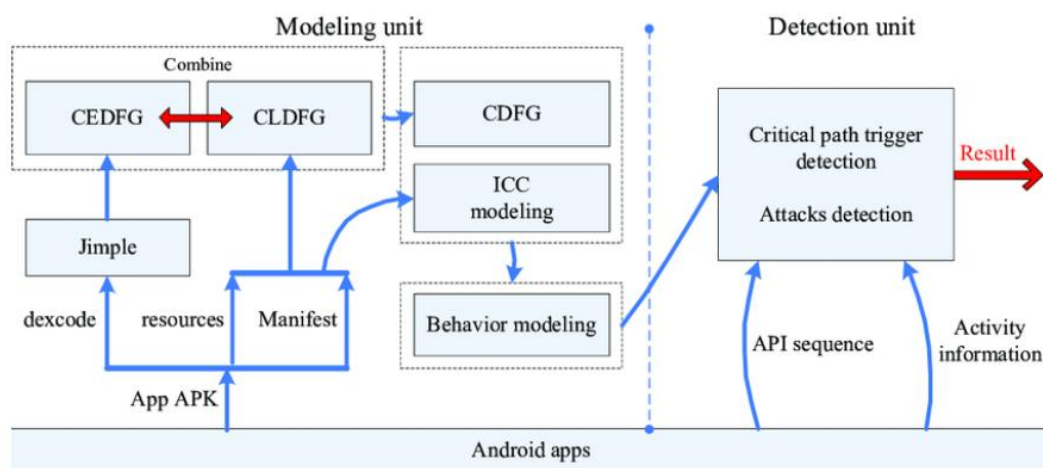 Modeling unit
Detection unit
Combine
CEDFG
CLDFG
CDFG
ICC
modeling
Critical path trigger
detection
Attacks detection
Result
Jimple
dexcode
resources
Manifest
Behavior modeling
API sequence
Activity
information
App APK
Android apps